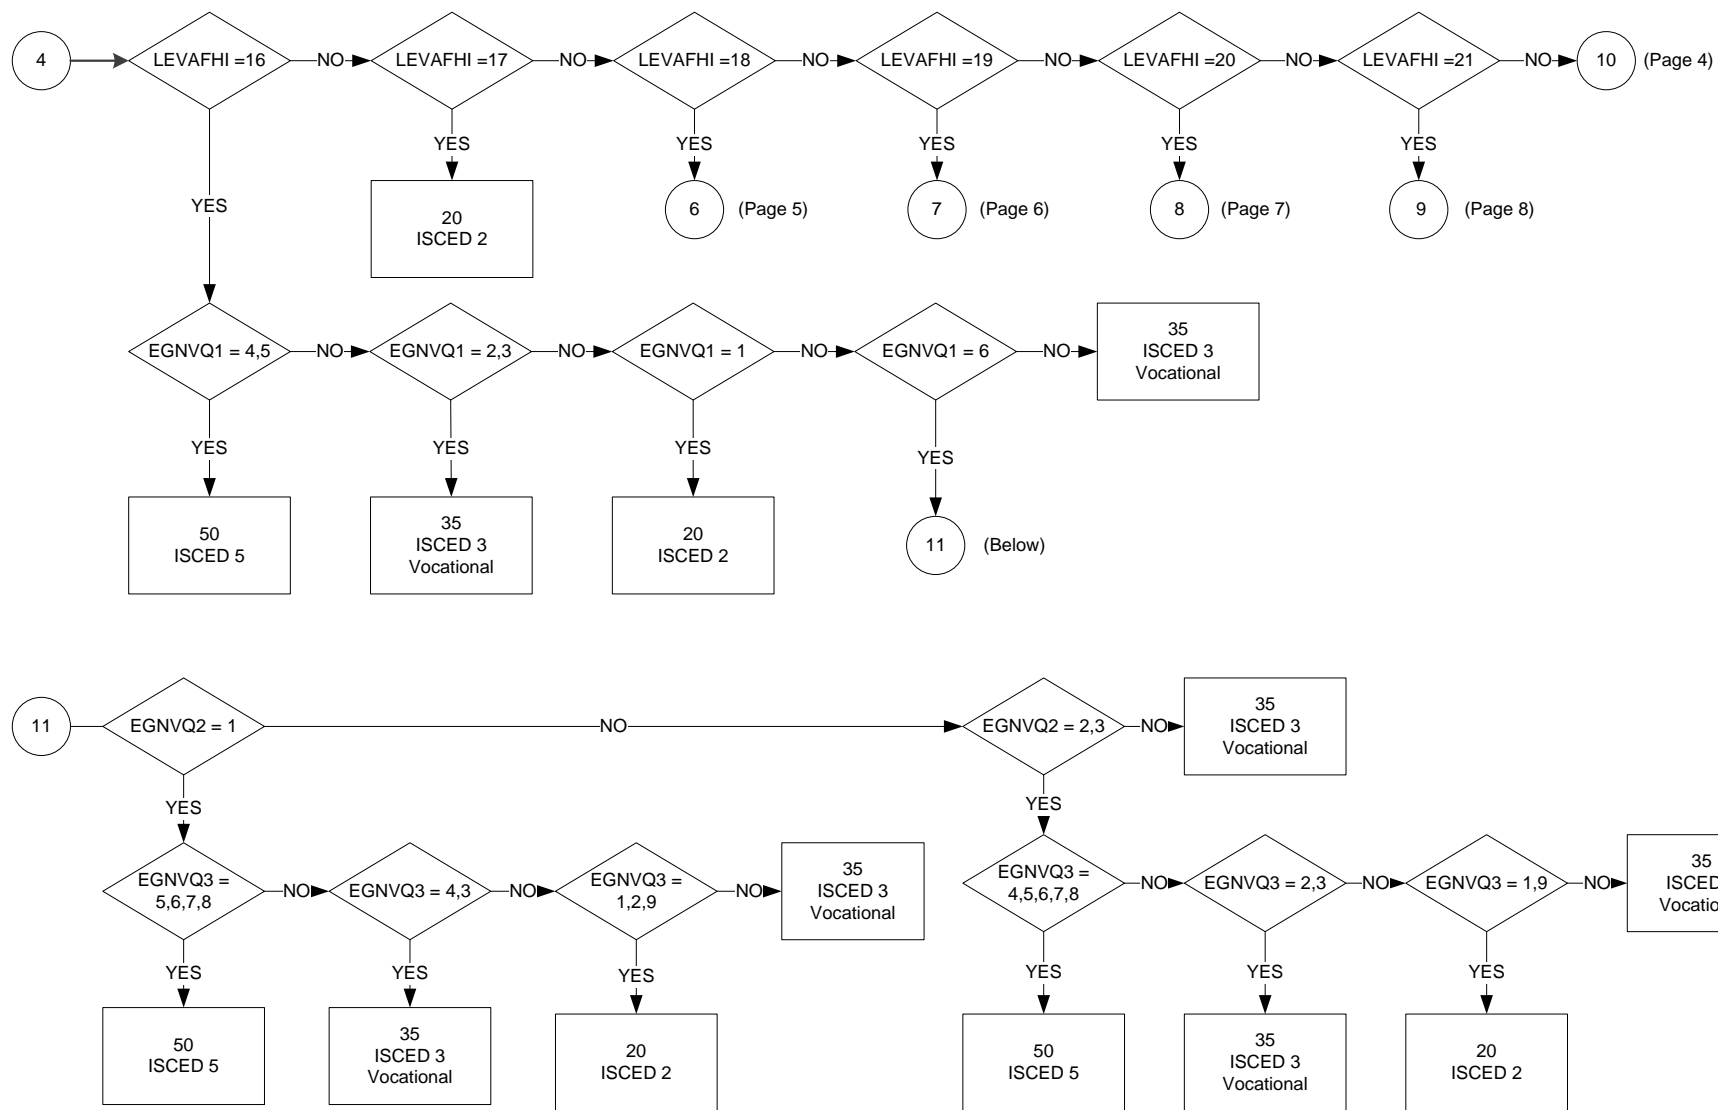 4
LEVAFHI =16
NO
LEVAFHI =17
NO
LEVAFHI =18
NO
LEVAFHI =19
NO
LEVAFHI =20
NO
LEVAFHI =21
NO
10
(Page 4)
YES
YES
YES
YES
YES
YES
20
ISCED 2
6
(Page 5)
7
(Page 6)
8
(Page 7)
9
(Page 8)
EGNVQ1 = 4,5
NO
EGNVQ1 = 2,3
NO
EGNVQ1 = 1
NO
EGNVQ1 = 6
NO
35
ISCED 3
Vocational
YES
YES
YES
YES
50
ISCED 5
35
ISCED 3
Vocational
20
ISCED 2
11
(Below)
11
EGNVQ2 = 1
NO
EGNVQ2 = 2,3
NO
35
ISCED 3
Vocational
YES
YES
EGNVQ3 =
5,6,7,8
NO
EGNVQ3 = 4,3
NO
EGNVQ3 =
1,2,9
NO
35
ISCED 3
Vocational
EGNVQ3 =
4,5,6,7,8
NO
EGNVQ3 = 2,3
NO
EGNVQ3 = 1,9
NO
35
ISCED
YES
YES
YES
YES
YES
YES
50
ISCED 5
35
ISCED 3
Vocational
20
ISCED 2
50
ISCED 5
35
ISCED 3
Vocational
20
ISCED 2